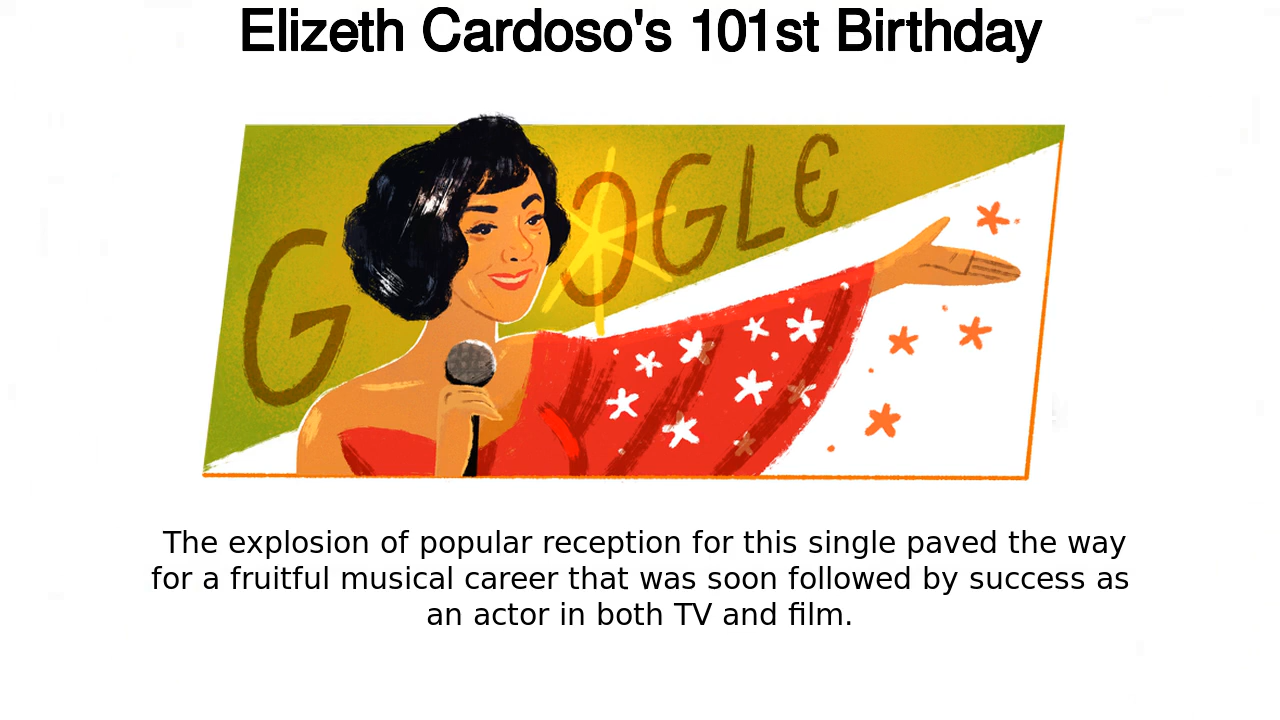 Elizeth Cardoso's 101st Birthday
G OGLE
The explosion of popular reception for this single paved the way
for a fruitful musical career that was soon followed by success as
an actor in both TV and film.